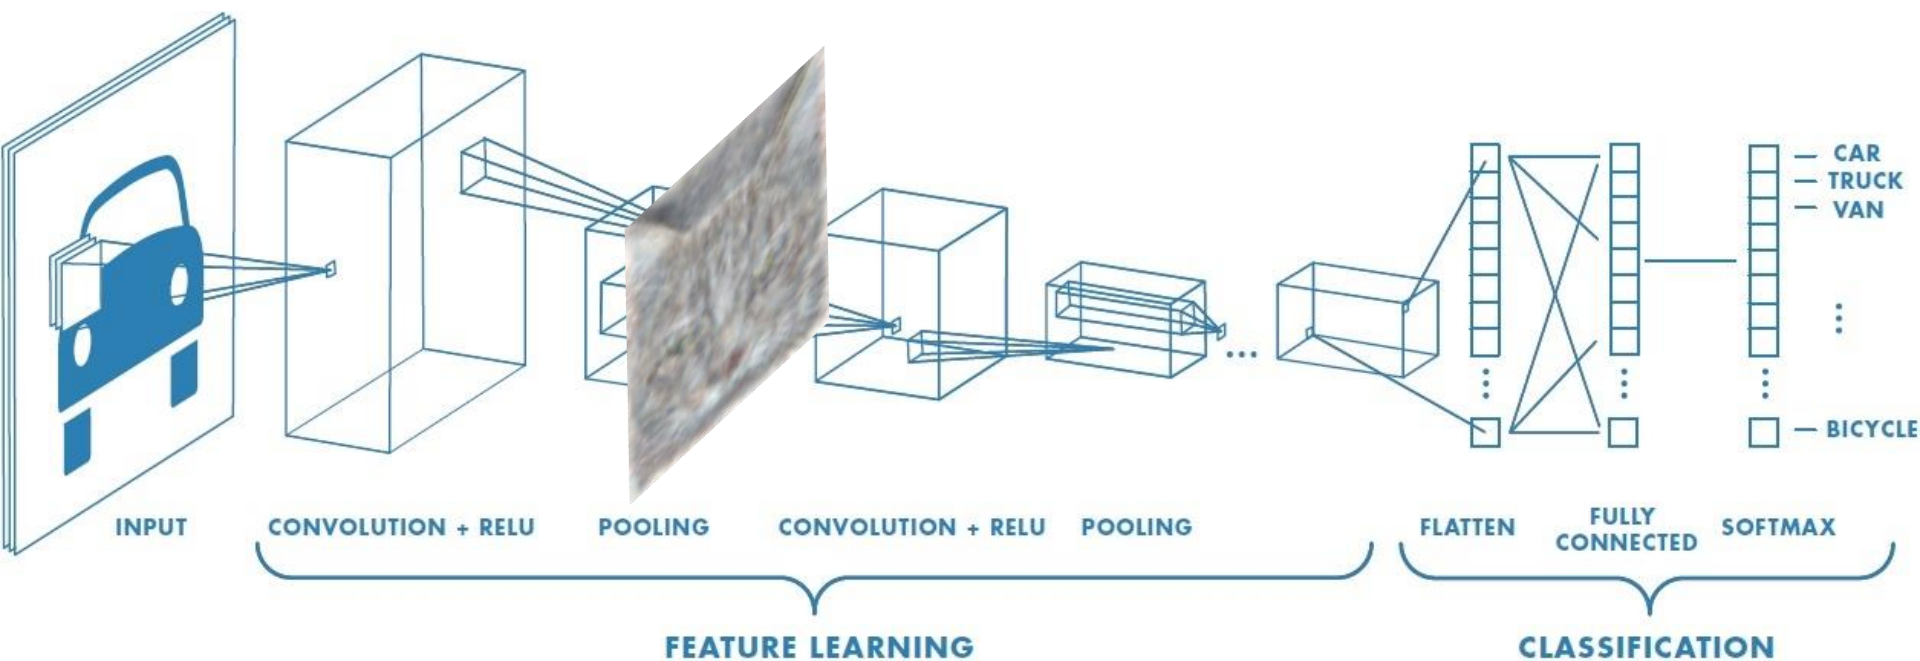 CAR
TRUCK
VAN
BICYCLE
INPUT
CONVOLUTION + RELU
POOLING
CONVOLUTION + RELU
POOLING
FLATTEN
FULLY
CONNECTED
SOFTMAX
FEATURE LEARNING
CLASSIFICATION